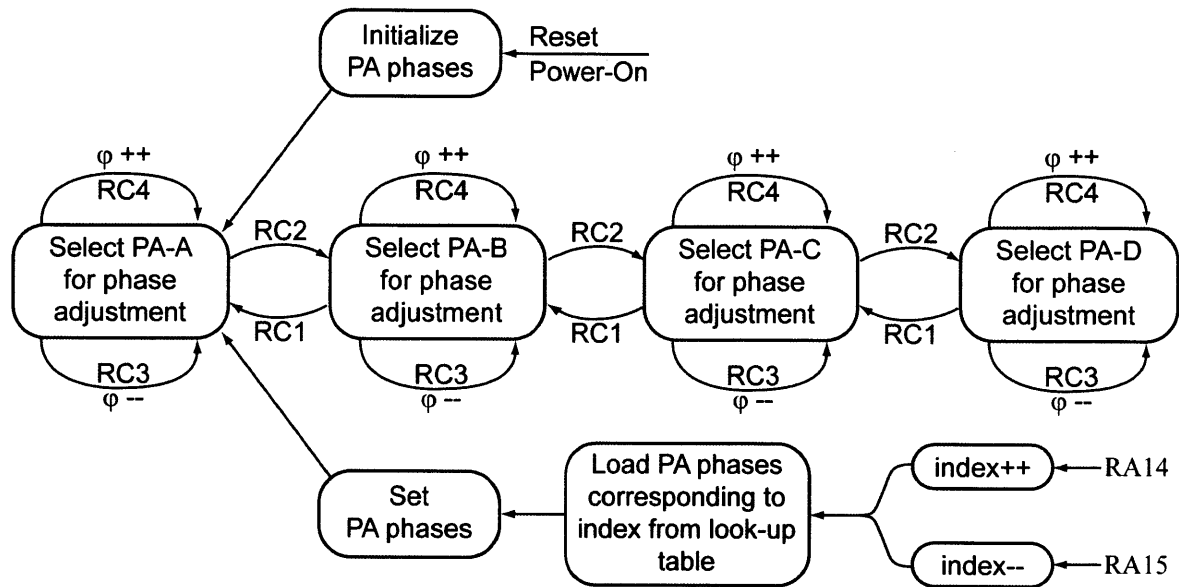 Initialize
PA phases
Reset
Power-On
φ ++
RC4
φ ++
RC4
φ ++
RC4
φ ++
RC4
Select PA-A
for phase
adjustment
RC2
RC1
Select PA-B
for phase
adjustment
RC2
RC1
Select PA-C
for phase
adjustment
RC2
RC1
Select PA-D
for phase
adjustment
RC3
φ --
RC3
φ --
RC3
φ --
RC3
φ --
Set
PA phases
Load PA phases
corresponding to
index from look-up
table
index++
RA14
index--
RA15